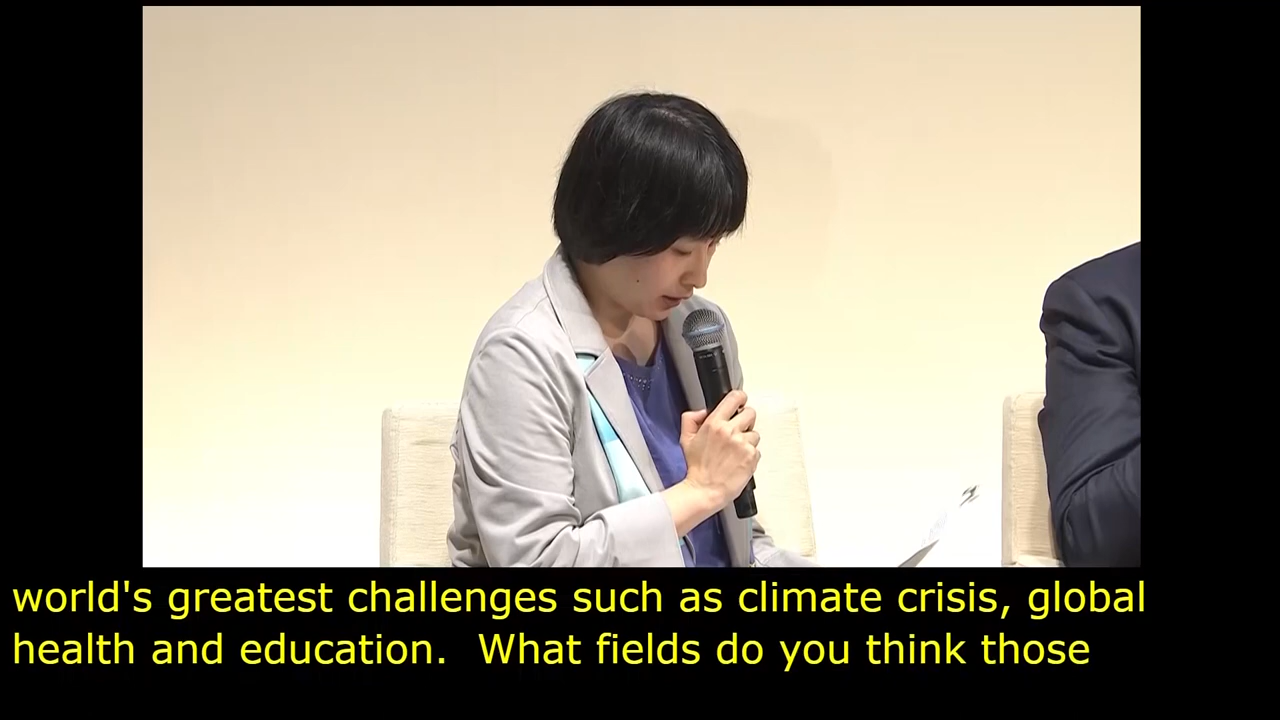 world's greatest challenges such as climate crisis, global
health and education.  What fields do you think those